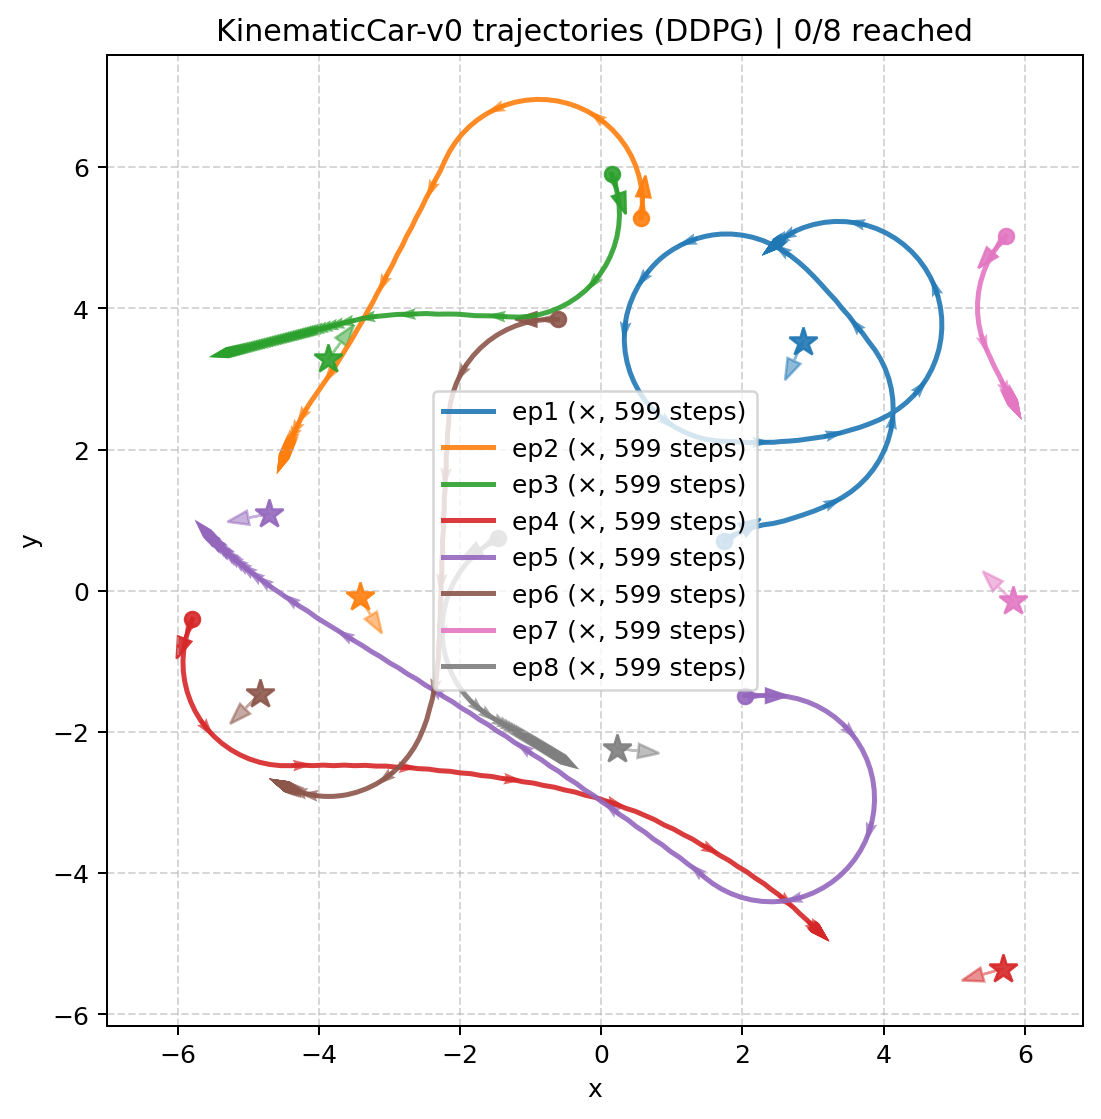 KinematicCar-v0 trajectories (DDPG) | 0/8 reached
6
4
2
0
−2
−4
−6
y
ep1 (×, 599 steps)
ep2 (×, 599 steps)
ep3 (×, 599 steps)
ep4 (×, 599 steps)
ep5 (×, 599 steps)
ep6 (×, 599 steps)
ep7 (×, 599 steps)
ep8 (×, 599 steps)
−6 −4 −2 0 2 4 6
x